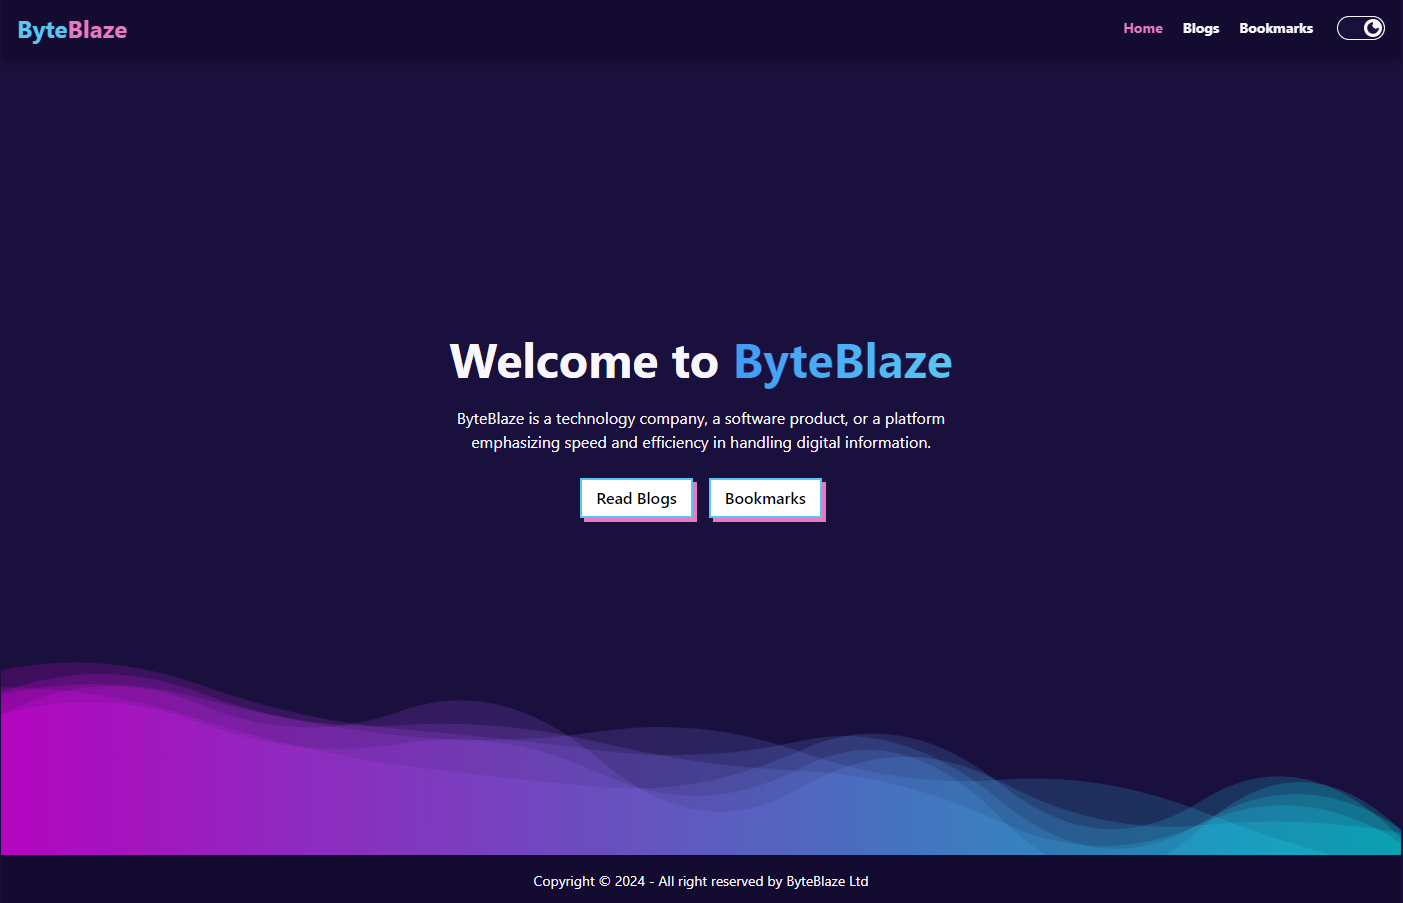 ByteBlaze
Home Blogs Bookmarks
Welcome to ByteBlaze
ByteBlaze is a technology company, a software product, or a platform
emphasizing speed and efficiency in handling digital information.
Read Blogs Bookmarks
Copyright © 2024 - All right reserved by ByteBlaze Ltd